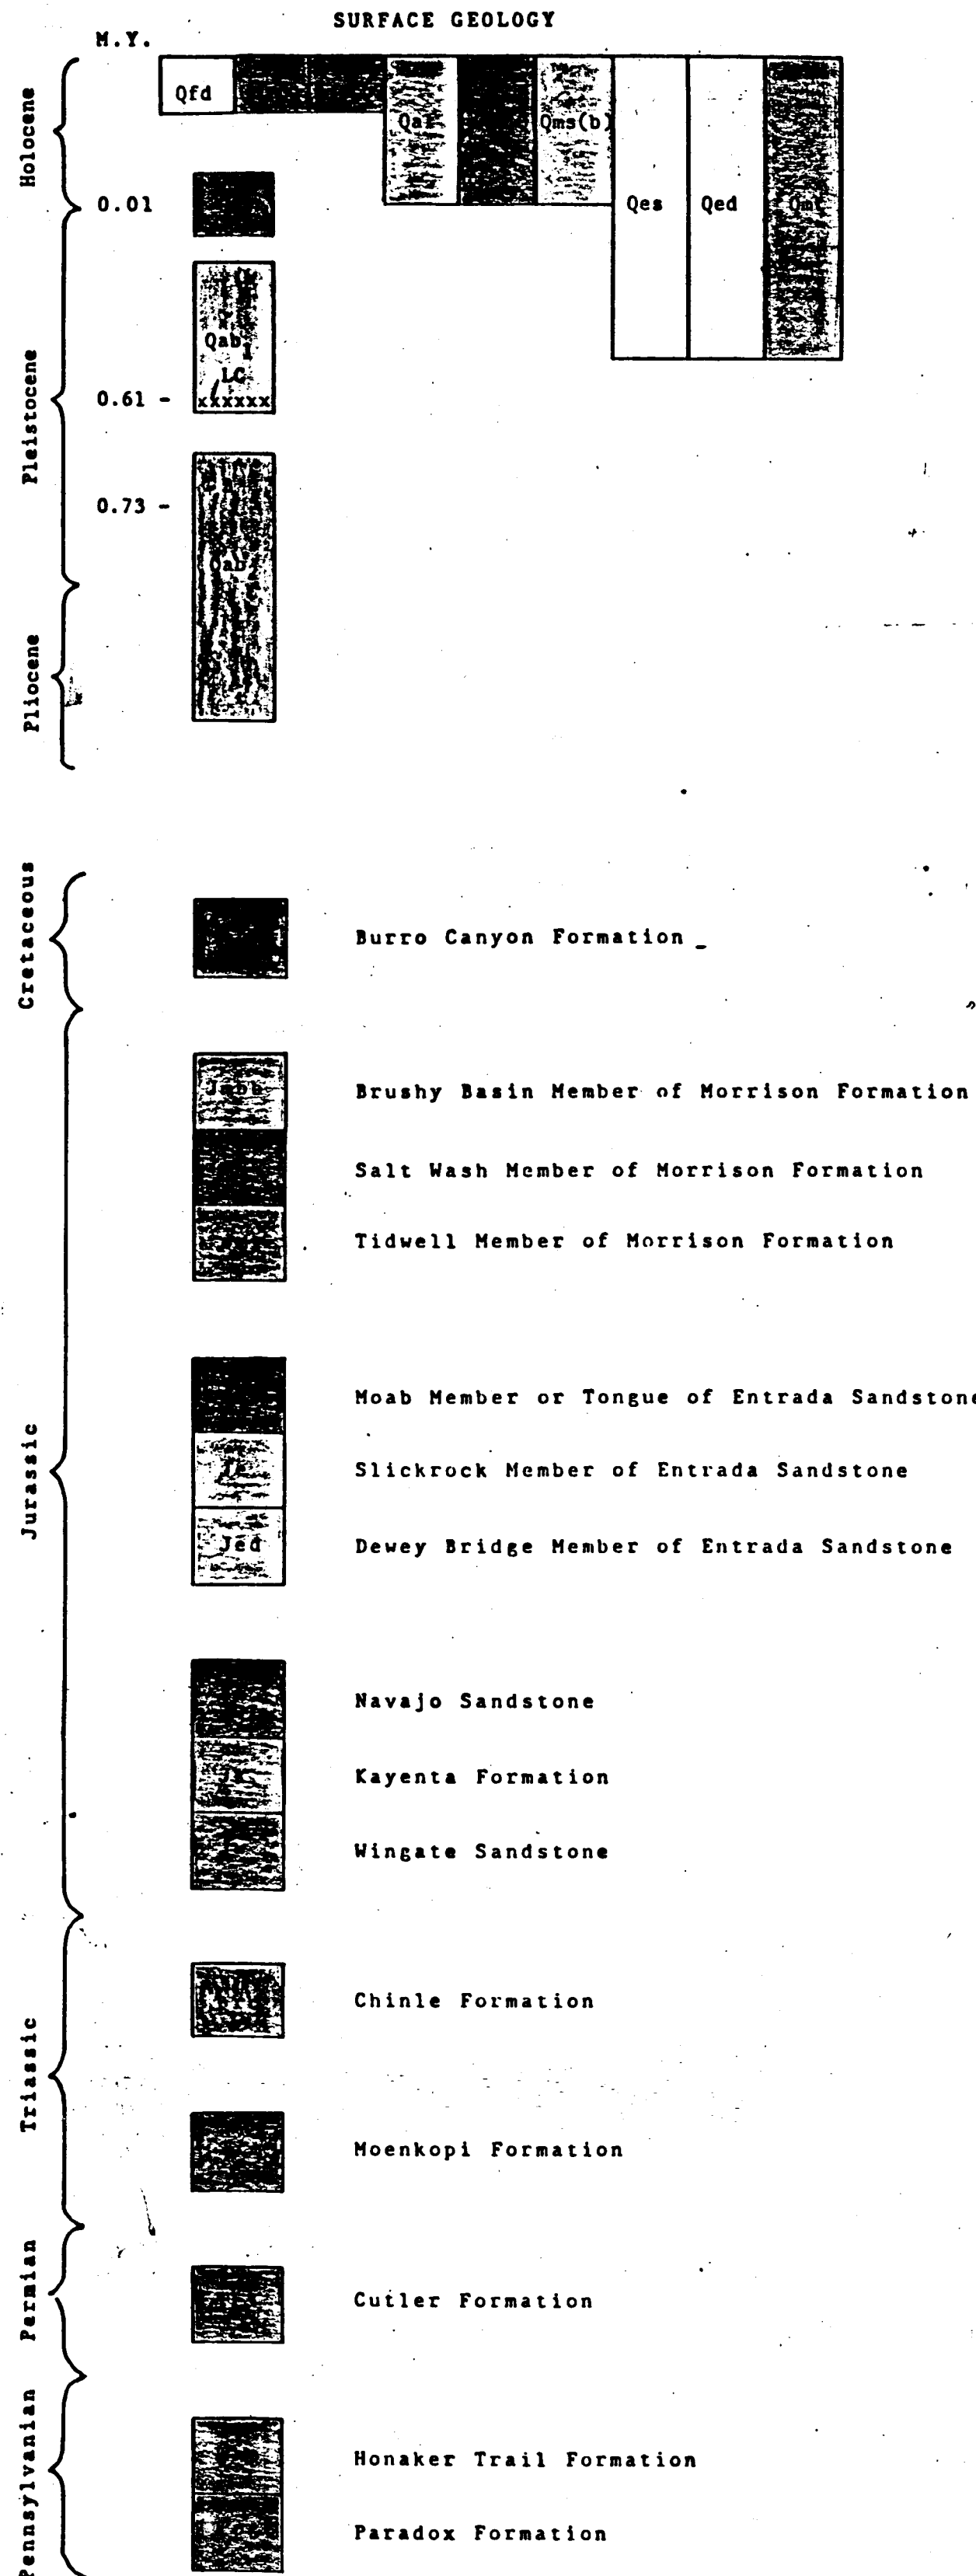 SURFACE GEOLOGY
M.Y.
Holocene
Qfd
Qms(b)
Qes
Qed
0.01
Pleistocene
Qab1
LC
0.61 - xxxxxx
0.73 -
Pliocene
Cretaceous
Burro Canyon Formation
Jurassic
Brushy Basin Member of Morrison Formation
Salt Wash Member of Morrison Formation
Tidwell Member of Morrison Formation
Moab Member or Tongue of Entrada Sandstone
Slickrock Member of Entrada Sandstone
Jed
Dewey Bridge Member of Entrada Sandstone
Navajo Sandstone
Kayenta Formation
Wingate Sandstone
Triassic
Chinle Formation
Moenkopi Formation
Permian
Cutler Formation
Pennsylvanian
Honaker Trail Formation
Paradox Formation